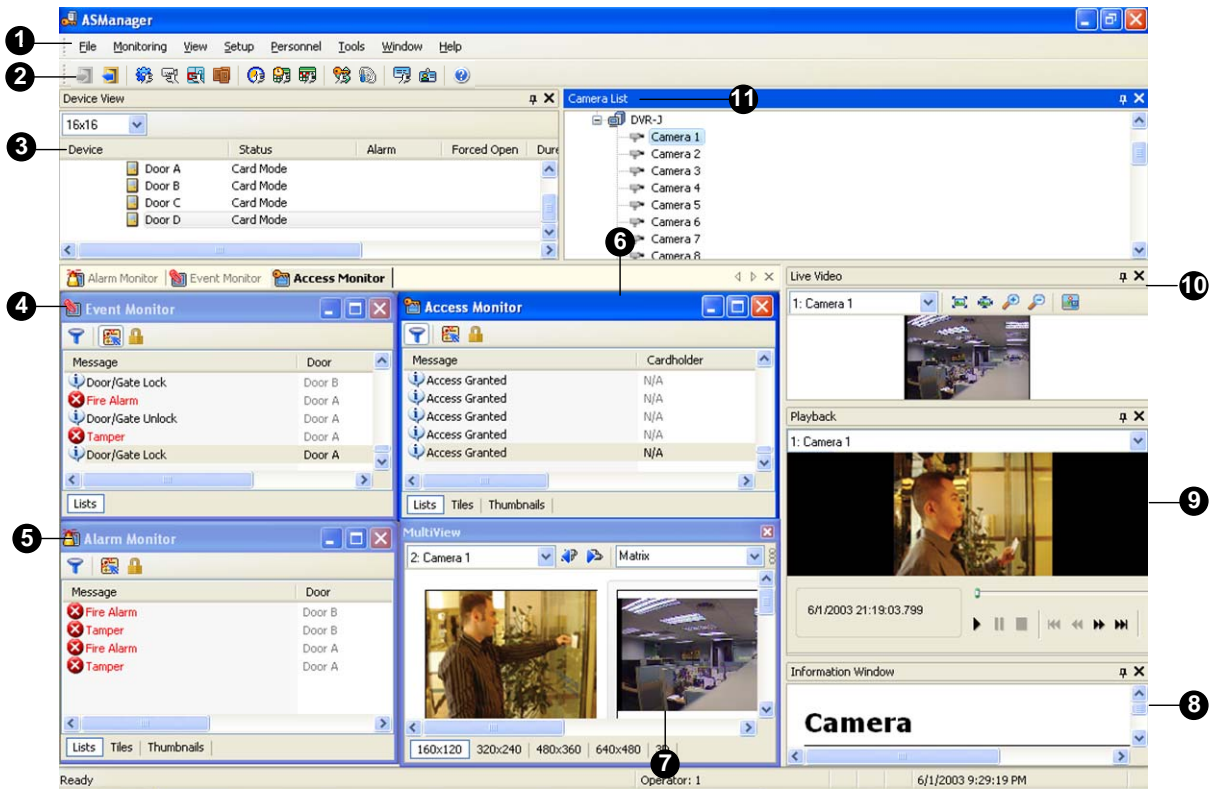 ASManager
1 File Monitoring View Setup Personnel Tools Window Help
2
Device View
Camera List 11
16x16
3 Device Status Alarm Forced Open Dure
Door A Card Mode
Door B Card Mode
Door C Card Mode
Door D Card Mode
DVR-J
Camera 1
Camera 2
Camera 3
Camera 4
Camera 5
Camera 6
Camera 7
Camera 8
6
Alarm Monitor Event Monitor Access Monitor
4 Event Monitor
Message Door
Door/Gate Lock Door B
Fire Alarm Door A
Door/Gate Unlock Door A
Tamper Door A
Door/Gate Lock Door A
Lists
Access Monitor
Message Cardholder
Access Granted N/A
Access Granted N/A
Access Granted N/A
Access Granted N/A
Access Granted N/A
Lists Tiles Thumbnails
5 Alarm Monitor
Message Door
Fire Alarm Door B
Tamper Door B
Fire Alarm Door A
Tamper Door A
Lists Tiles Thumbnails
MultiView
2: Camera 1 Matrix
160x120 320x240 480x360 640x480
7
Live Video
10
1: Camera 1
Playback
1: Camera 1
9
6/1/2003 21:19:03.799
Information Window
8
Camera
Ready Operator: 1 6/1/2003 9:29:19 PM